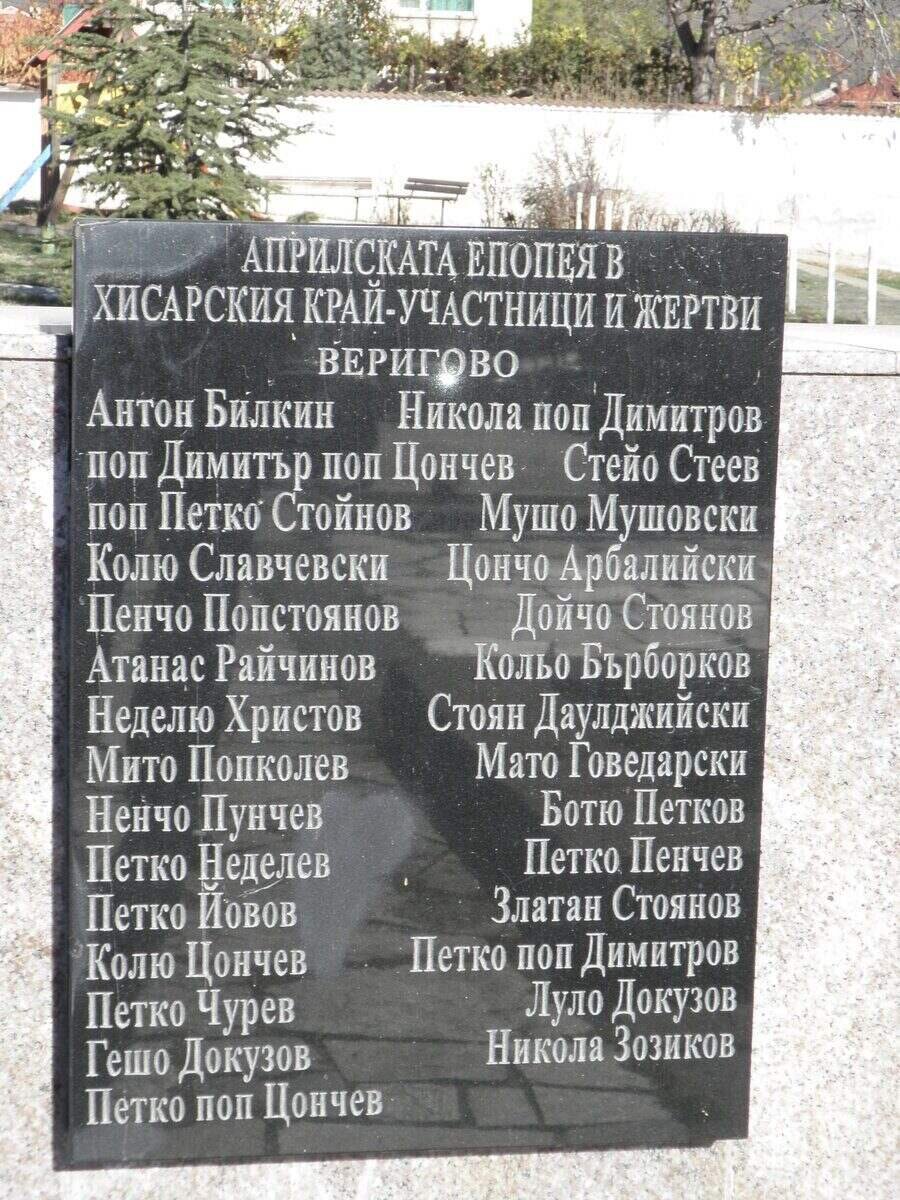 АПРИЛСКАТА ЕПОПЕЯ В
ХИСАРСКИЯ КРАЙ-УЧАСТНИЦИ И ЖЕРТВИ
ВЕРИГОВО
Антон Билкин Никола поп Димитров
поп Димитър поп Цончев Стейо Стеев
поп Петко Стойнов Мушо Мушовски
Колю Славчевски Цончо Арбалийски
Пенчо Попстоянов Дойчо Стоянов
Атанас Райчинов Кольо Бърборков
Неделю Христов Стоян Даулджийски
Мито Попколев Мато Говедарски
Ненчо Пунчев Ботю Петков
Петко Неделев Петко Пенчев
Петко Йовов Златан Стоянов
Колю Цончев Петко поп Димитров
Петко Чурев Луло Докузов
Гешо Докузов Никола Зозиков
Петко поп Цончев